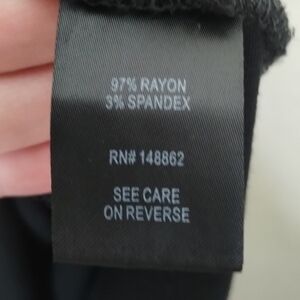 97% RAYON
3% SPANDEX
RN# 148862
SEE CARE
ON REVERSE